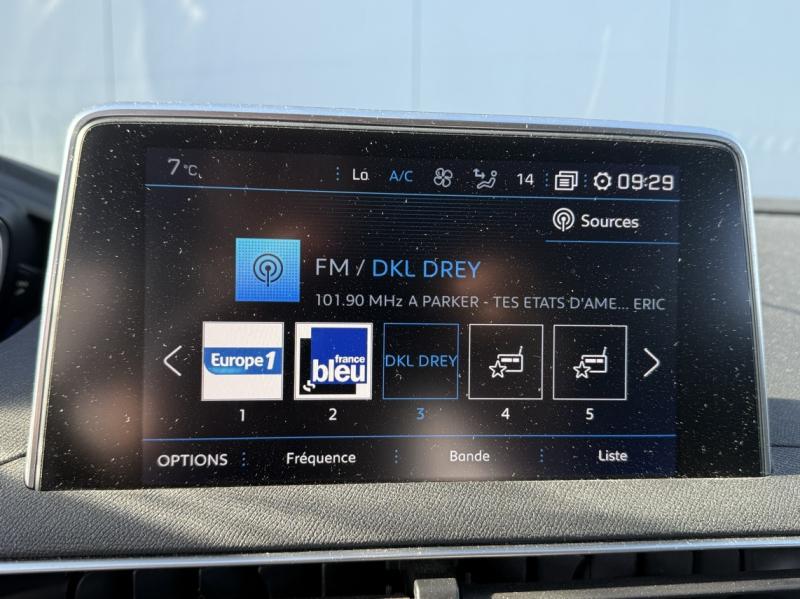 7°C
Lo A/C 14 09:29
Sources
FM / DKL DREY
101.90 MHz A PARKER - TES ETATS D'AME... ERIC
Europe 1
france
bleu
DKL DREY
1 2 3 4 5
OPTIONS Fréquence Bande Liste